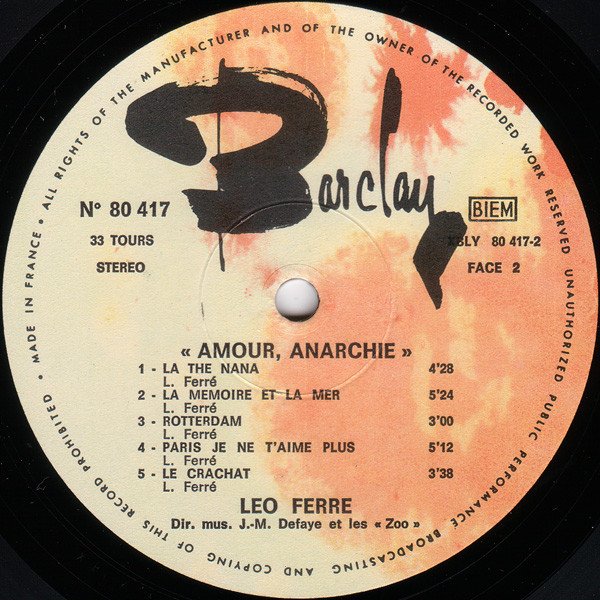 • MADE IN FRANCE • ALL RIGHTS OF THE MANUFACTURER AND OF THE OWNER OF THE RECORDED WORK RESERVED UNAUTHORIZED PUBLIC PERFORMANCE BROADCASTING AND COPYING OF THIS RECORD PROHIBITED
Barclay
N° 80 417
BIEM
33 TOURS
XBLY 80 417-2
STEREO
FACE 2
« AMOUR, ANARCHIE »
1 - LA THE NANA 4'28
L. Ferré
2 - LA MEMOIRE ET LA MER 5'24
L. Ferré
3 - ROTTERDAM 3'00
L. Ferré
4 - PARIS JE NE T'AIME PLUS 5'12
L. Ferré
5 - LE CRACHAT 3'38
L. Ferré
LEO FERRE
Dir. mus. J.-M. Defaye et les « Zoo »